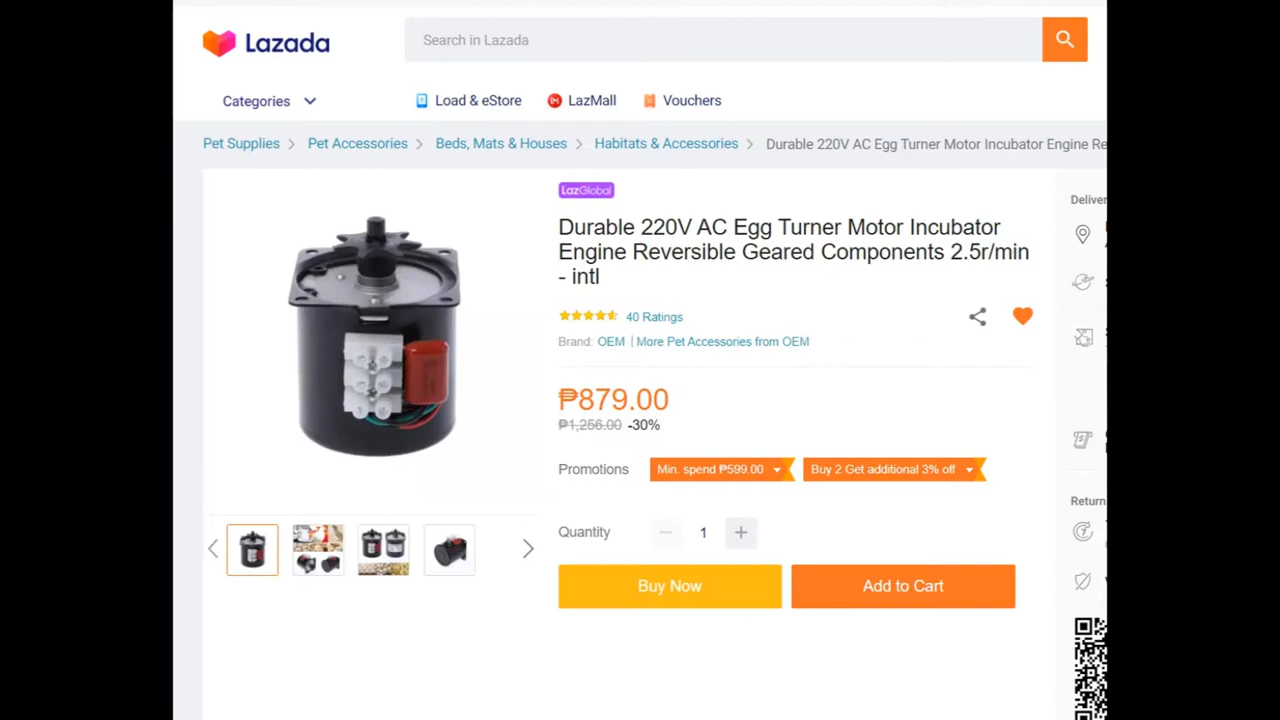 Lazada
Search in Lazada
Categories
Load & eStore
LazMall
Vouchers
Pet Supplies
Pet Accessories
Beds, Mats & Houses
Habitats & Accessories
Durable 220V AC Egg Turner Motor Incubator Engine Re
LazGlobal
Durable 220V AC Egg Turner Motor Incubator
Engine Reversible Geared Components 2.5r/min
- intl
40 Ratings
Brand: OEM | More Pet Accessories from OEM
₱879.00
₱1,256.00 -30%
Promotions
Min. spend ₱599.00
Buy 2 Get additional 3% off
Quantity
1
Buy Now
Add to Cart
Deliver
Return